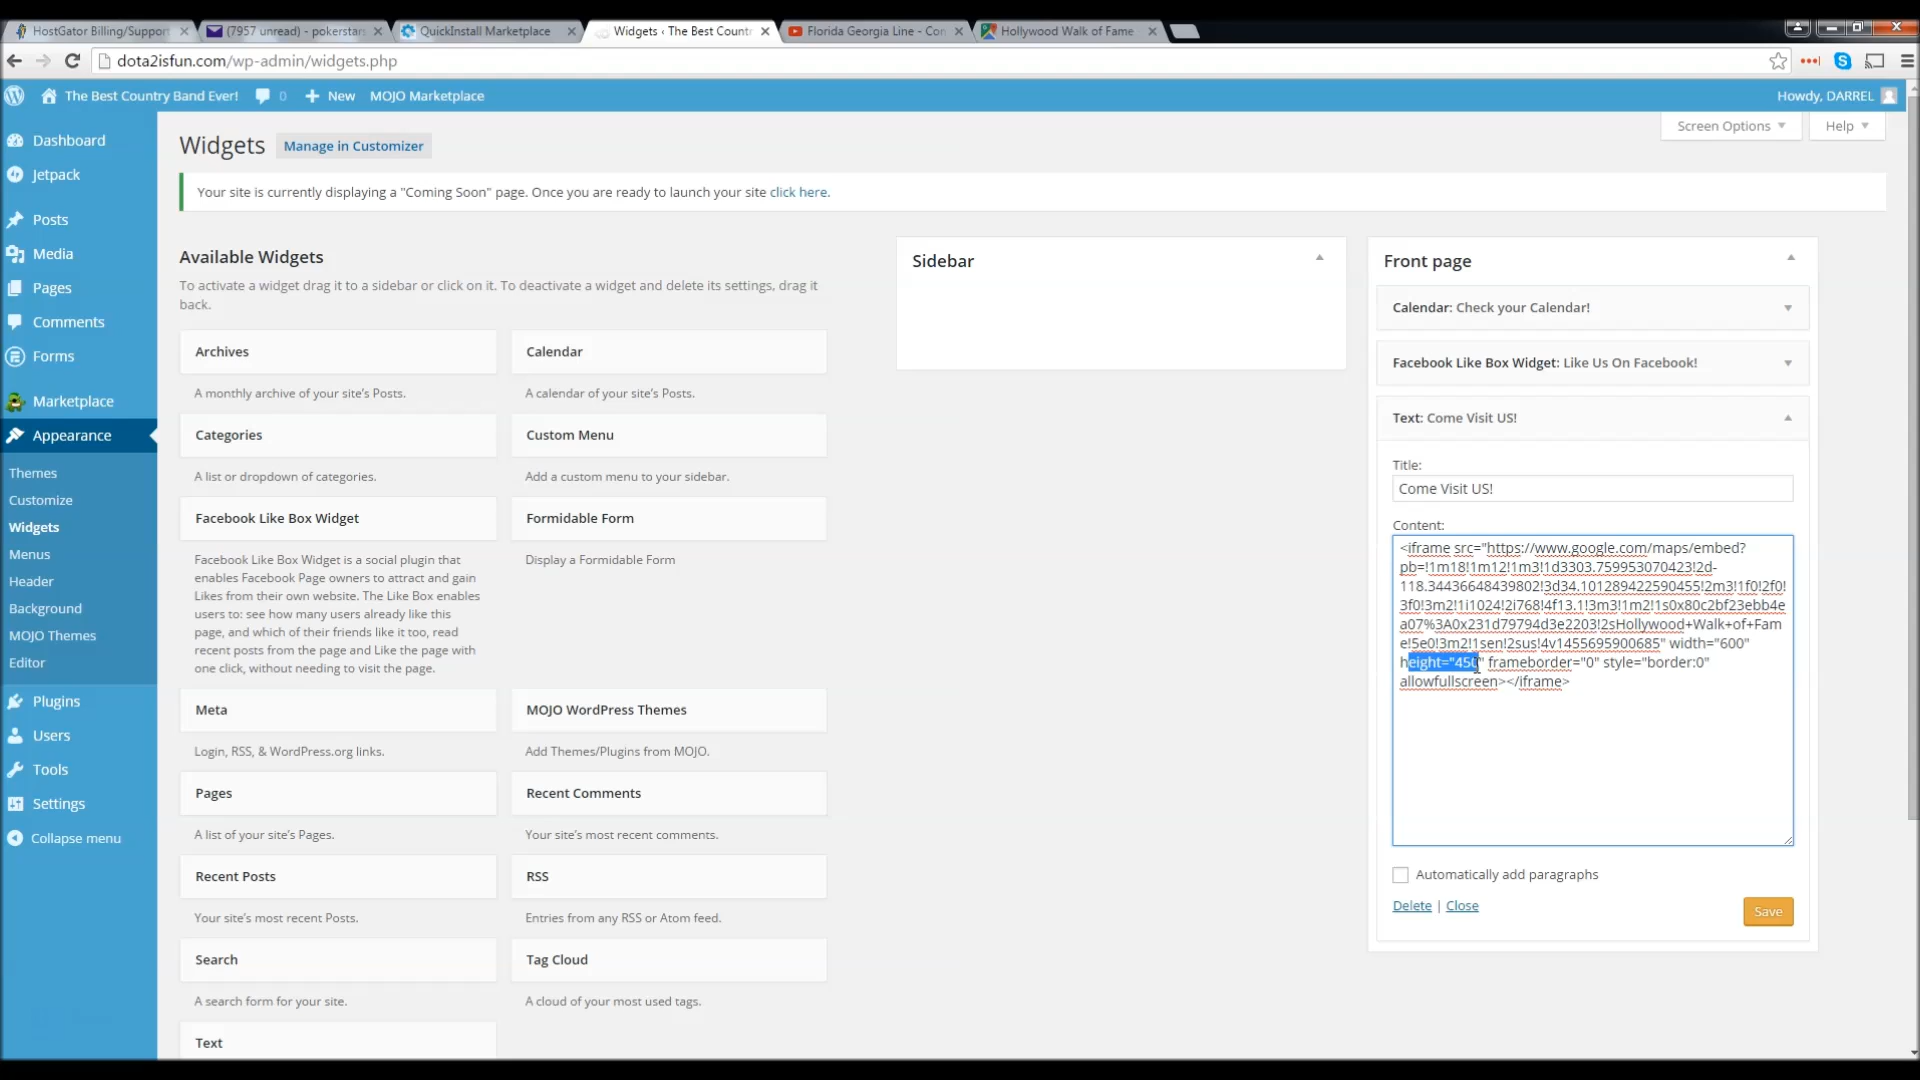 HostGator Billing/Support
(7957 unread) - pokerstar
QuickInstall Marketplace
Widgets ‹ The Best Countr
Florida Georgia Line - Con
Hollywood Walk of Fame
dota2isfun.com/wp-admin/widgets.php
The Best Country Band Ever!
0
New
MOJO Marketplace
Howdy, DARREL
Dashboard
Jetpack
Posts
Media
Pages
Comments
Forms
Marketplace
Appearance
Themes
Customize
Widgets
Menus
Header
Background
MOJO Themes
Editor
Plugins
Users
Tools
Settings
Collapse menu
Widgets
Manage in Customizer
Screen Options
Help
Your site is currently displaying a "Coming Soon" page. Once you are ready to launch your site click here.
Available Widgets
To activate a widget drag it to a sidebar or click on it. To deactivate a widget and delete its settings, drag it
back.
Archives
A monthly archive of your site's Posts.
Calendar
A calendar of your site's Posts.
Categories
A list or dropdown of categories.
Custom Menu
Add a custom menu to your sidebar.
Facebook Like Box Widget
Facebook Like Box Widget is a social plugin that
enables Facebook Page owners to attract and gain
Likes from their own website. The Like Box enables
users to: see how many users already like this
page, and which of their friends like it too, read
recent posts from the page and Like the page with
one click, without needing to visit the page.
Formidable Form
Display a Formidable Form
Meta
Login, RSS, & WordPress.org links.
MOJO WordPress Themes
Add Themes/Plugins from MOJO.
Pages
A list of your site's Pages.
Recent Comments
Your site's most recent comments.
Recent Posts
Your site's most recent Posts.
RSS
Entries from any RSS or Atom feed.
Search
A search form for your site.
Tag Cloud
A cloud of your most used tags.
Text
Sidebar
Front page
Calendar: Check your Calendar!
Facebook Like Box Widget: Like Us On Facebook!
Text: Come Visit US!
Title:
Come Visit US!
Content:
<iframe src="https://www.google.com/maps/embed?
pb=!1m18!1m12!1m3!1d3303.759953070423!2d-
118.34436648439802!3d34.101289422590455!2m3!1f0!2f0!
3f0!3m2!1i1024!2i768!4f13.1!3m3!1m2!1s0x80c2bf23ebb4e
a07%3A0x231d79794d3e2203!2sHollywood+Walk+of+Fam
e!5e0!3m2!1sen!2sus!4v1455695900685" width="600"
height="450" frameborder="0" style="border:0"
allowfullscreen></iframe>
Automatically add paragraphs
Delete | Close
Save